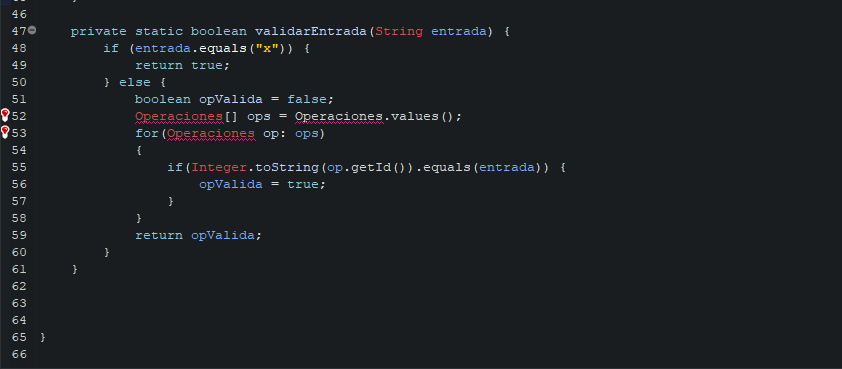 46
47 private static boolean validarEntrada(String entrada) {
48 if (entrada.equals("x")) {
49 return true;
50 } else {
51 boolean opValida = false;
52 Operaciones[] ops = Operaciones.values();
53 for(Operaciones op: ops)
54 {
55 if(Integer.toString(op.getId()).equals(entrada)) {
56 opValida = true;
57 }
58 }
59 return opValida;
60 }
61 }
62
63
64
65 }
66